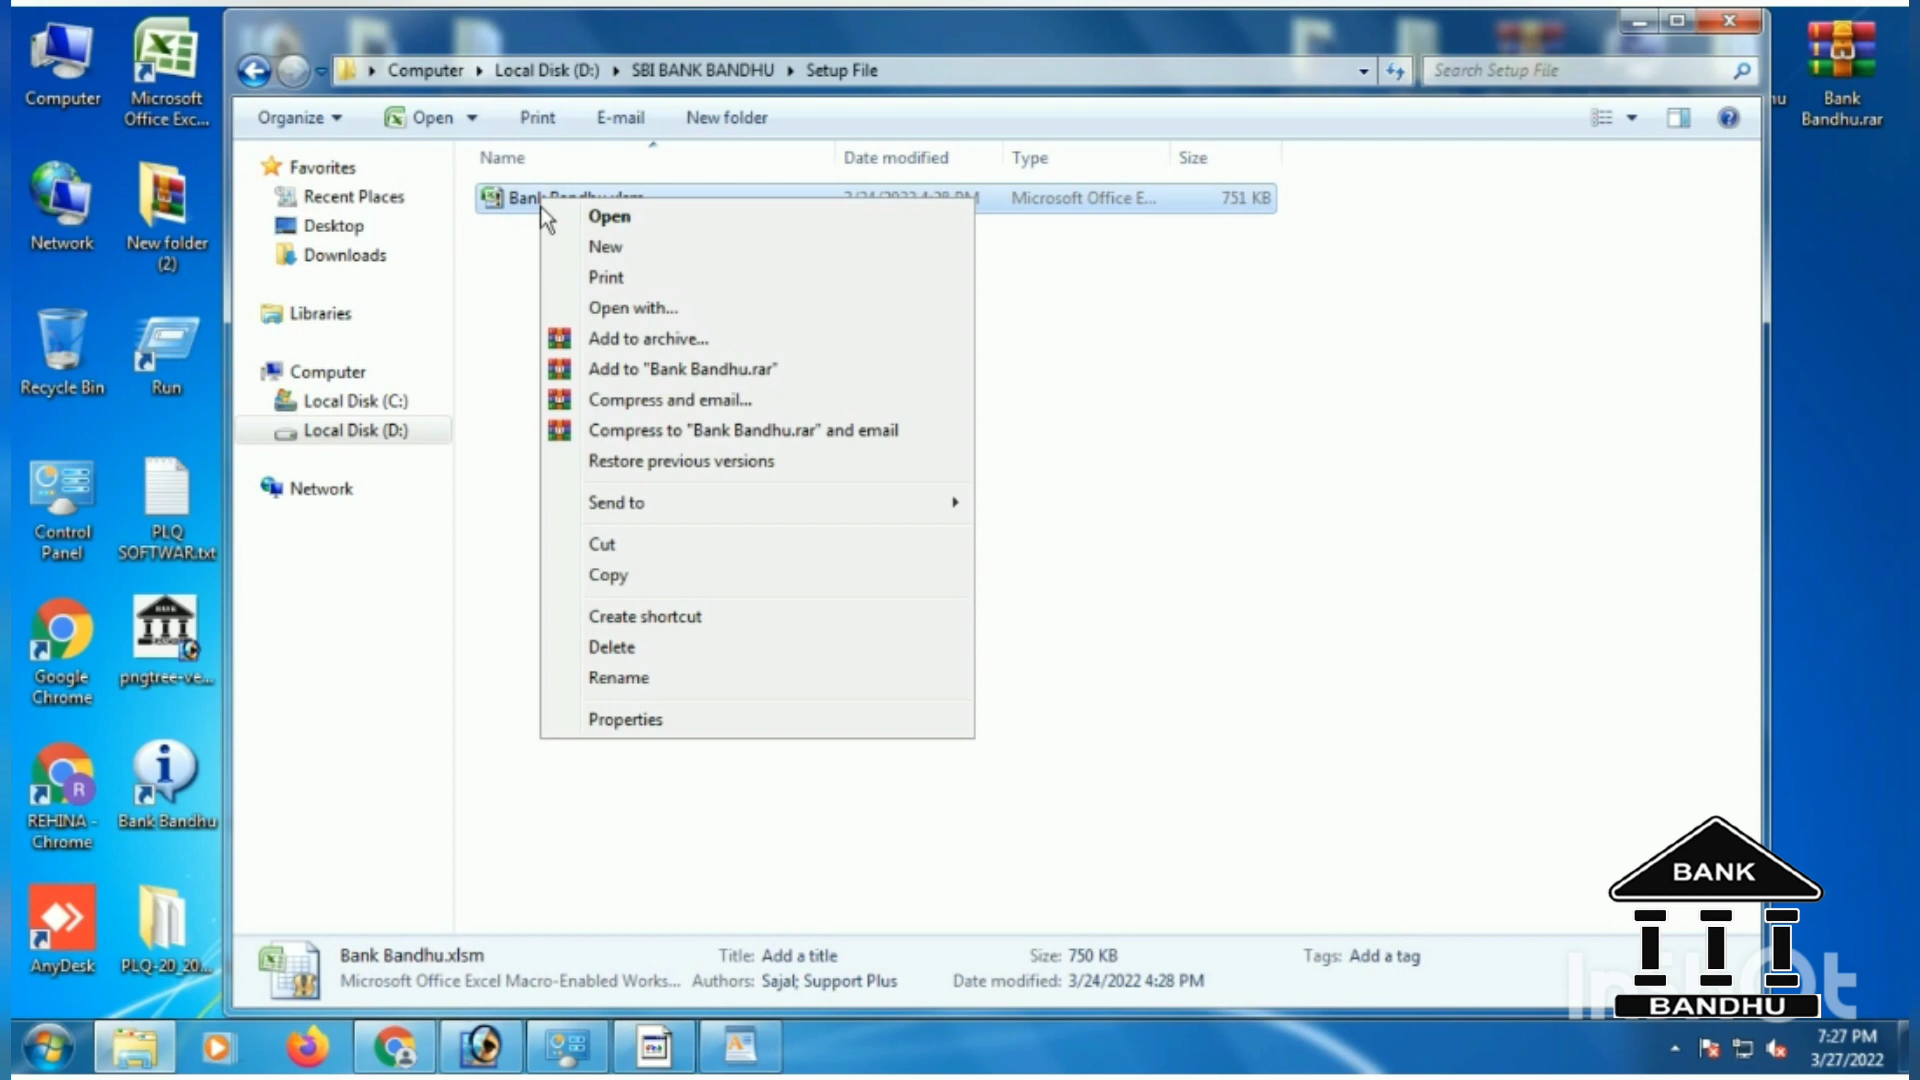 Computer
Microsoft
Office Exc...
Network
New folder
(2)
Recycle Bin
Run
Control
Panel
PLQ
SOFTWAR.txt
Google
Chrome
pngtree-ve...
REHINA -
Chrome
Bank Bandhu
AnyDesk
PLQ-20_20...
Computer
Local Disk (D:)
SBI BANK BANDHU
Setup File
Search Setup File
Organize
Open
Print
E-mail
New folder
Name
Date modified
Type
Size
Favorites
Recent Places
Desktop
Downloads
Libraries
Computer
Local Disk (C:)
Local Disk (D:)
Network
Bank Bandhu.xlsm
3/24/2022 4:28 PM
Microsoft Office E...
751 KB
Open
New
Print
Open with...
Add to archive...
Add to "Bank Bandhu.rar"
Compress and email...
Compress to "Bank Bandhu.rar" and email
Restore previous versions
Send to
Cut
Copy
Create shortcut
Delete
Rename
Properties
Bank Bandhu.xlsm
Title: Add a title
Size: 750 KB
Tags: Add a tag
Microsoft Office Excel Macro-Enabled Works...
Authors: Sajal; Support Plus
Date modified: 3/24/2022 4:28 PM
Bank
Bandhu.rar
BANK
BANDHU
7:27 PM
3/27/2022